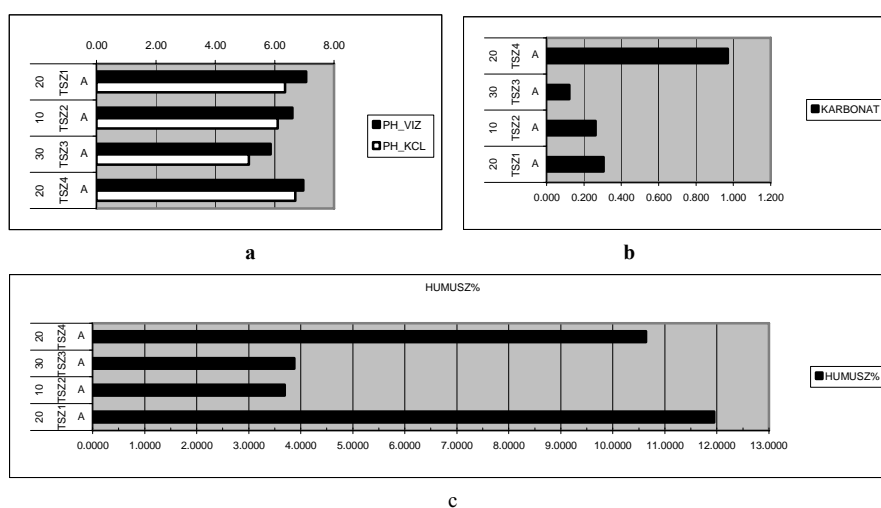 0.00 2.00 4.00 6.00 8.00
20 TSZ1 A
10 TSZ2 A
30 TSZ3 A
20 TSZ4 A
PH_VIZ
PH_KCL
a
20 TSZ4 A
30 TSZ3 A
10 TSZ2 A
20 TSZ1 A
0.000 0.200 0.400 0.600 0.800 1.000 1.200
KARBONAT
b
HUMUSZ%
20 TSZ4 A
30 TSZ3 A
10 TSZ2 A
20 TSZ1 A
0.0000 1.0000 2.0000 3.0000 4.0000 5.0000 6.0000 7.0000 8.0000 9.0000 10.0000 11.0000 12.0000 13.0000
HUMUSZ%
c